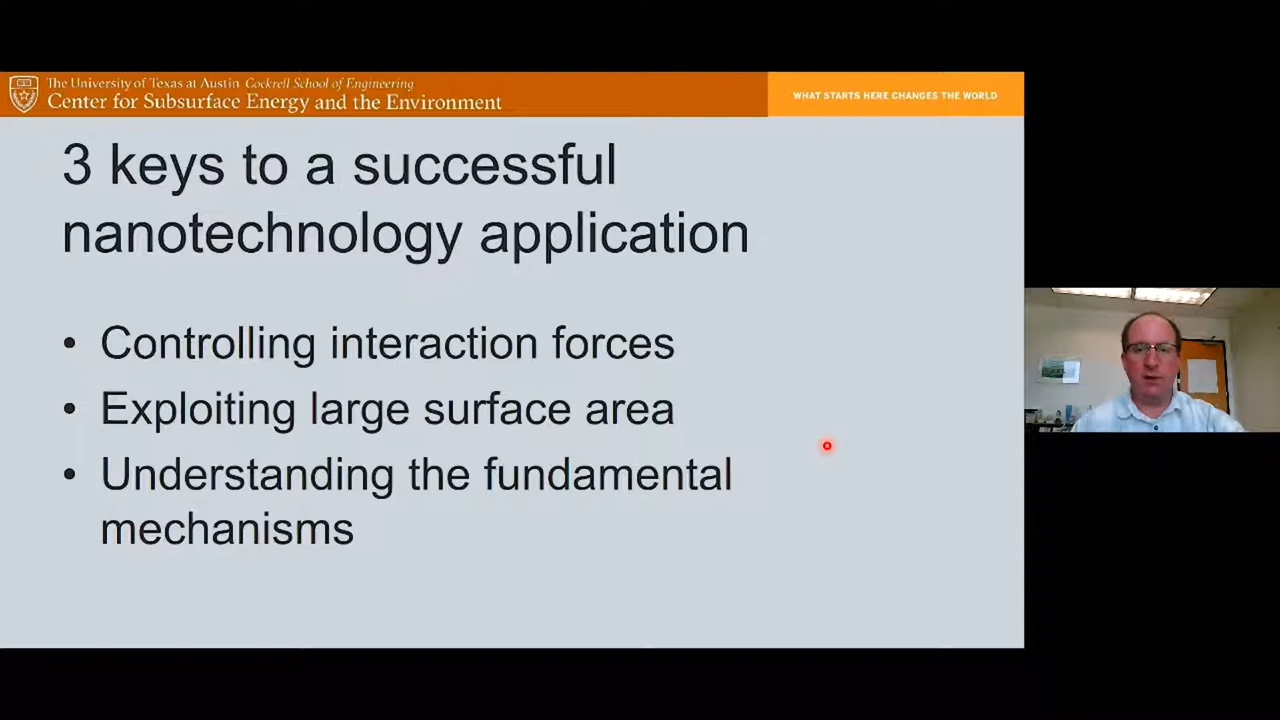 The University of Texas at Austin Cockrell School of Engineering
Center for Subsurface Energy and the Environment
WHAT STARTS HERE CHANGES THE WORLD
3 keys to a successful
nanotechnology application
• Controlling interaction forces
• Exploiting large surface area
• Understanding the fundamental
mechanisms